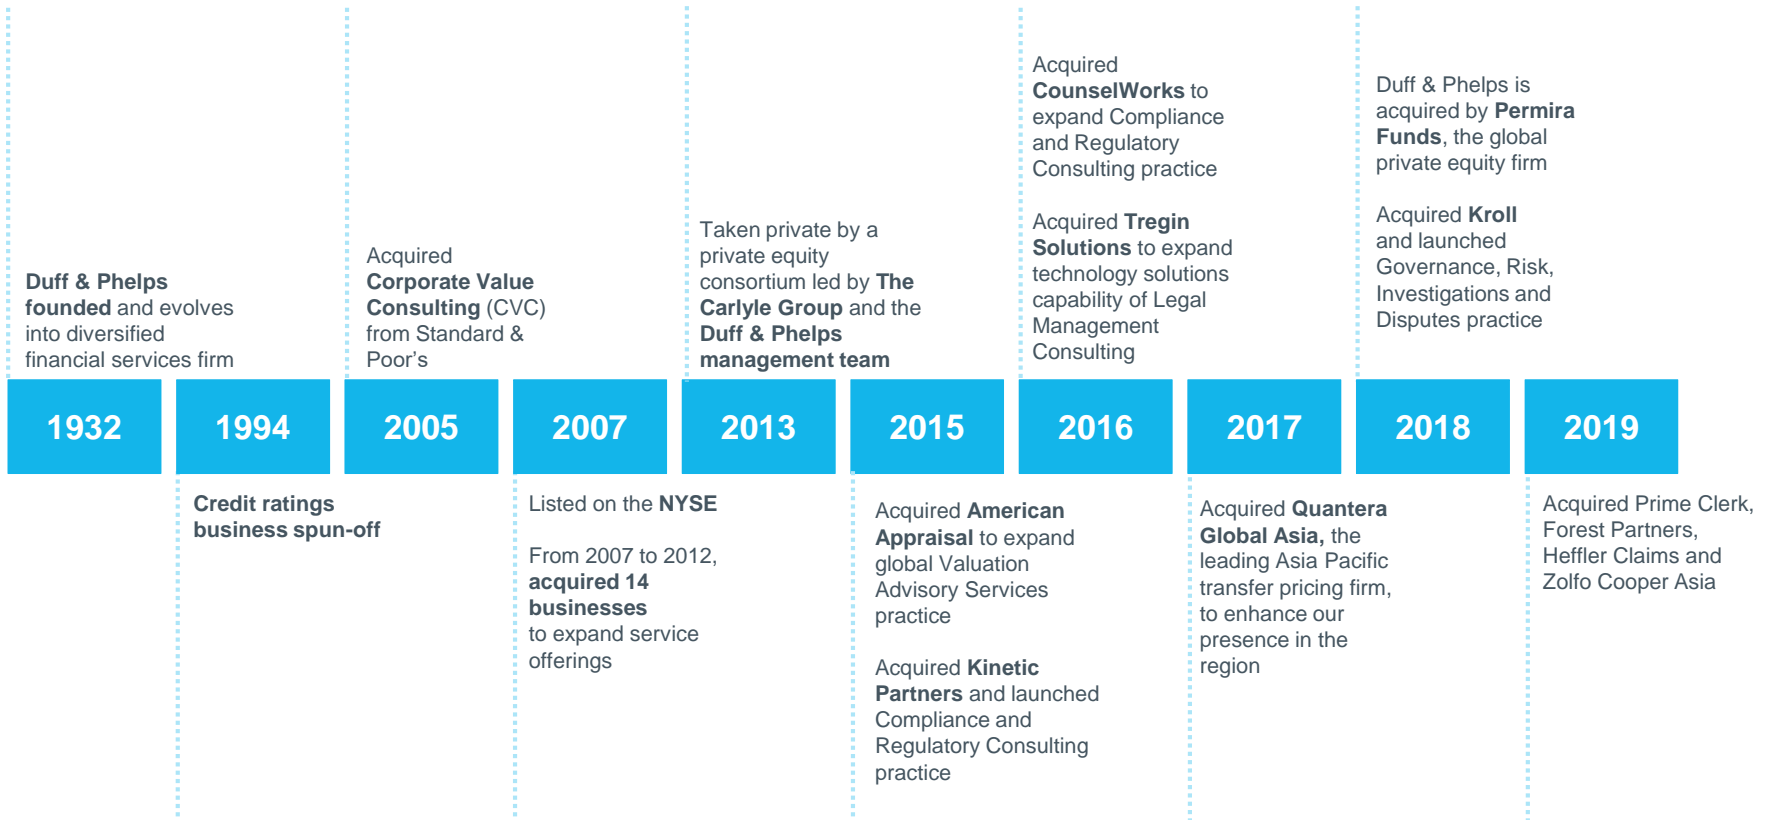 Duff & Phelps
founded and evolves
into diversified
financial services firm
Acquired
Corporate Value
Consulting (CVC)
from Standard &
Poor's
Taken private by a
private equity
consortium led by The
Carlyle Group and the
Duff & Phelps
management team
Acquired
CounselWorks to
expand Compliance
and Regulatory
Consulting practice
Acquired Tregin
Solutions to expand
technology solutions
capability of Legal
Management
Consulting
Duff & Phelps is
acquired by Permira
Funds, the global
private equity firm
Acquired Kroll
and launched
Governance, Risk,
Investigations and
Disputes practice
1932 1994 2005 2007 2013 2015 2016 2017 2018 2019
Credit ratings
business spun-off
Listed on the NYSE
From 2007 to 2012,
acquired 14
businesses
to expand service
offerings
Acquired American
Appraisal to expand
global Valuation
Advisory Services
practice
Acquired Kinetic
Partners and launched
Compliance and
Regulatory Consulting
practice
Acquired Quantera
Global Asia, the
leading Asia Pacific
transfer pricing firm,
to enhance our
presence in the
region
Acquired Prime Clerk,
Forest Partners,
Heffler Claims and
Zolfo Cooper Asia